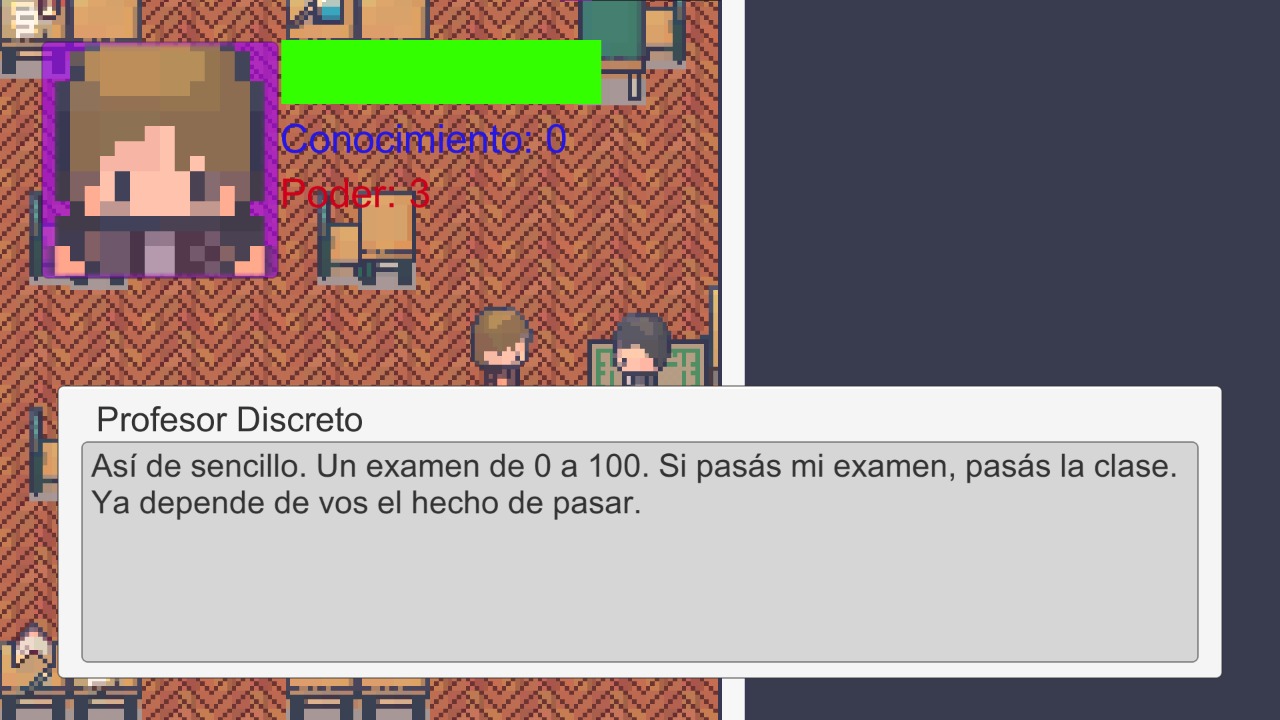 Conocimiento: 0
Poder: 3
Profesor Discreto
Así de sencillo. Un examen de 0 a 100. Si pasás mi examen, pasás la clase.
Ya depende de vos el hecho de pasar.